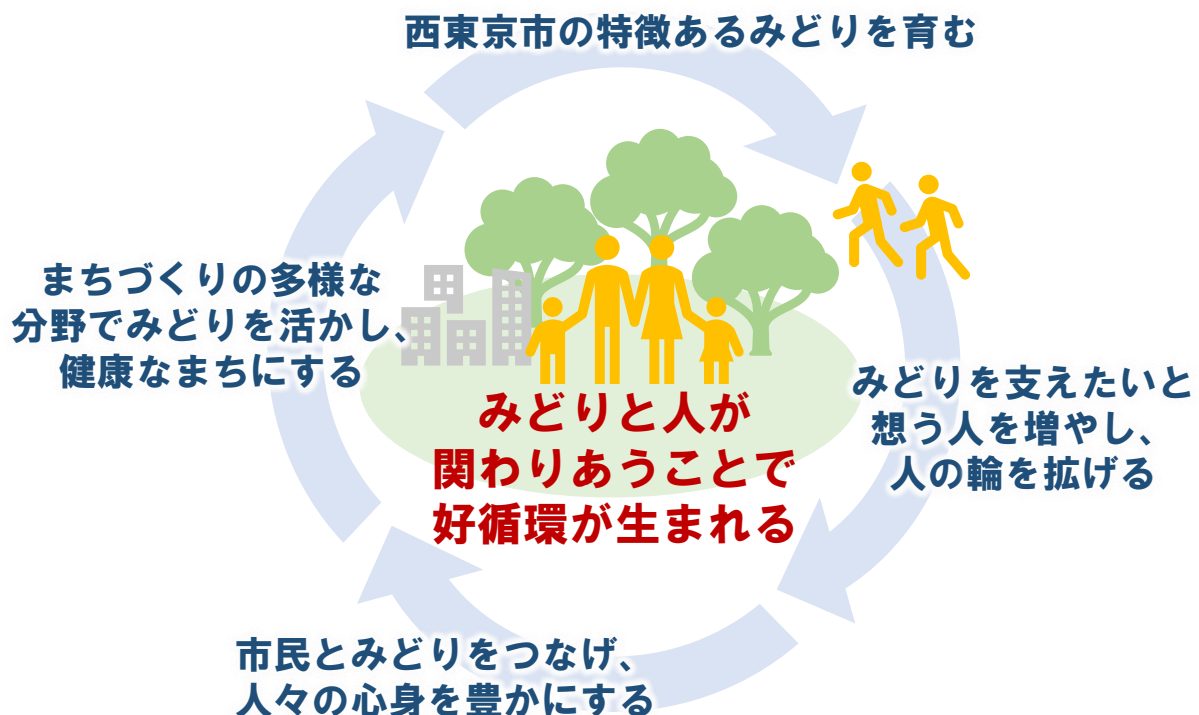 西東京市の特徴あるみどりを育む
まちづくりの多様な
分野でみどりを活かし、
健康なまちにする
みどりを支えたいと
想う人を増やし、
人の輪を拡げる
みどりと人が
関わりあうことで
好循環が生まれる
市民とみどりをつなげ、
人々の心身を豊かにする